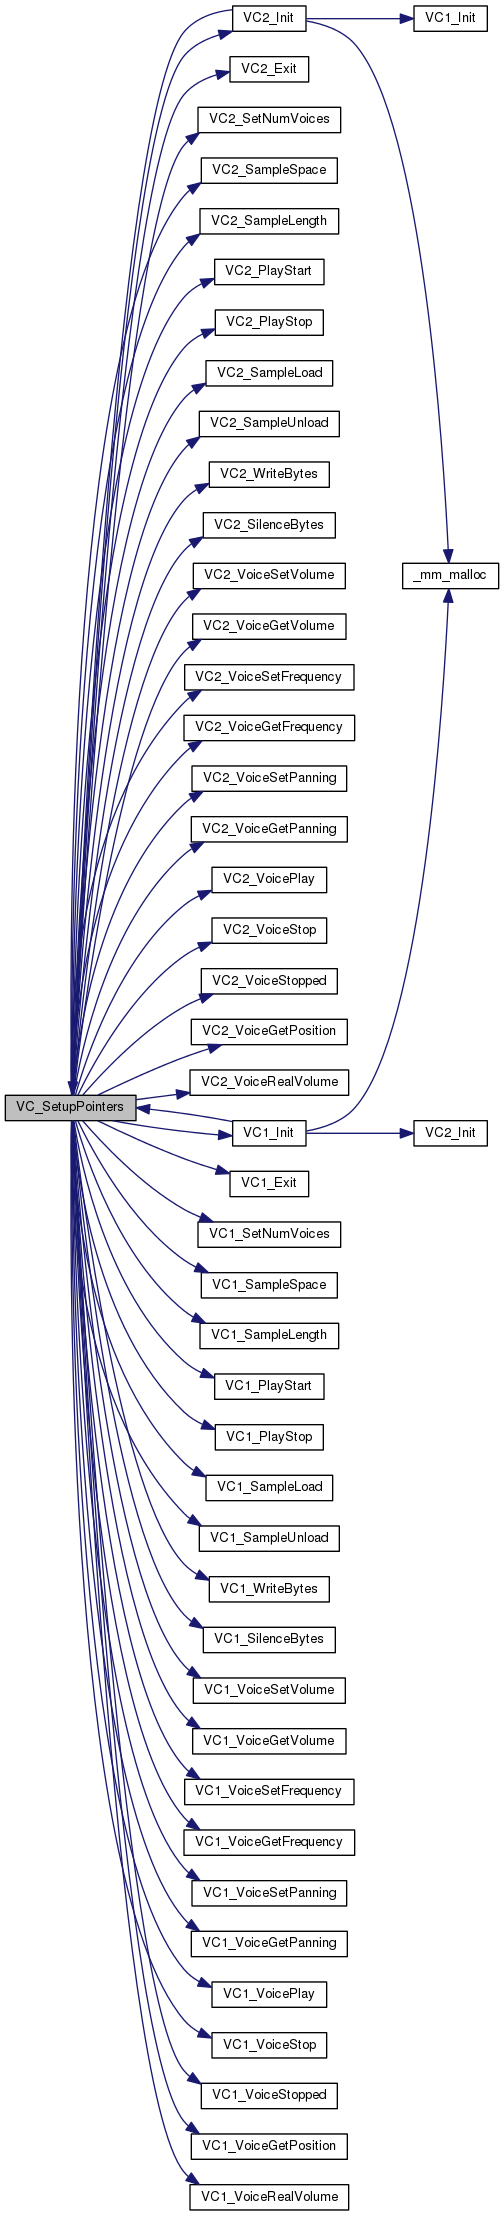 VC2_Init
VC1_Init
VC2_Exit
VC2_SetNumVoices
VC2_SampleSpace
VC2_SampleLength
VC2_PlayStart
VC2_PlayStop
VC2_SampleLoad
VC2_SampleUnload
VC2_WriteBytes
VC2_SilenceBytes
_mm_malloc
VC2_VoiceSetVolume
VC2_VoiceGetVolume
VC2_VoiceSetFrequency
VC2_VoiceGetFrequency
VC2_VoiceSetPanning
VC2_VoiceGetPanning
VC2_VoicePlay
VC2_VoiceStop
VC2_VoiceStopped
VC2_VoiceGetPosition
VC2_VoiceRealVolume
VC_SetupPointers
VC1_Init
VC2_Init
VC1_Exit
VC1_SetNumVoices
VC1_SampleSpace
VC1_SampleLength
VC1_PlayStart
VC1_PlayStop
VC1_SampleLoad
VC1_SampleUnload
VC1_WriteBytes
VC1_SilenceBytes
VC1_VoiceSetVolume
VC1_VoiceGetVolume
VC1_VoiceSetFrequency
VC1_VoiceGetFrequency
VC1_VoiceSetPanning
VC1_VoiceGetPanning
VC1_VoicePlay
VC1_VoiceStop
VC1_VoiceStopped
VC1_VoiceGetPosition
VC1_VoiceRealVolume